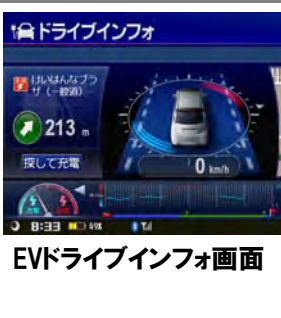 ドライブインフォ
けいはんなプラ
ザ（一般道）
213 m
探して充電
0 km/h
8:33 49%
EVドライブインフォ画面